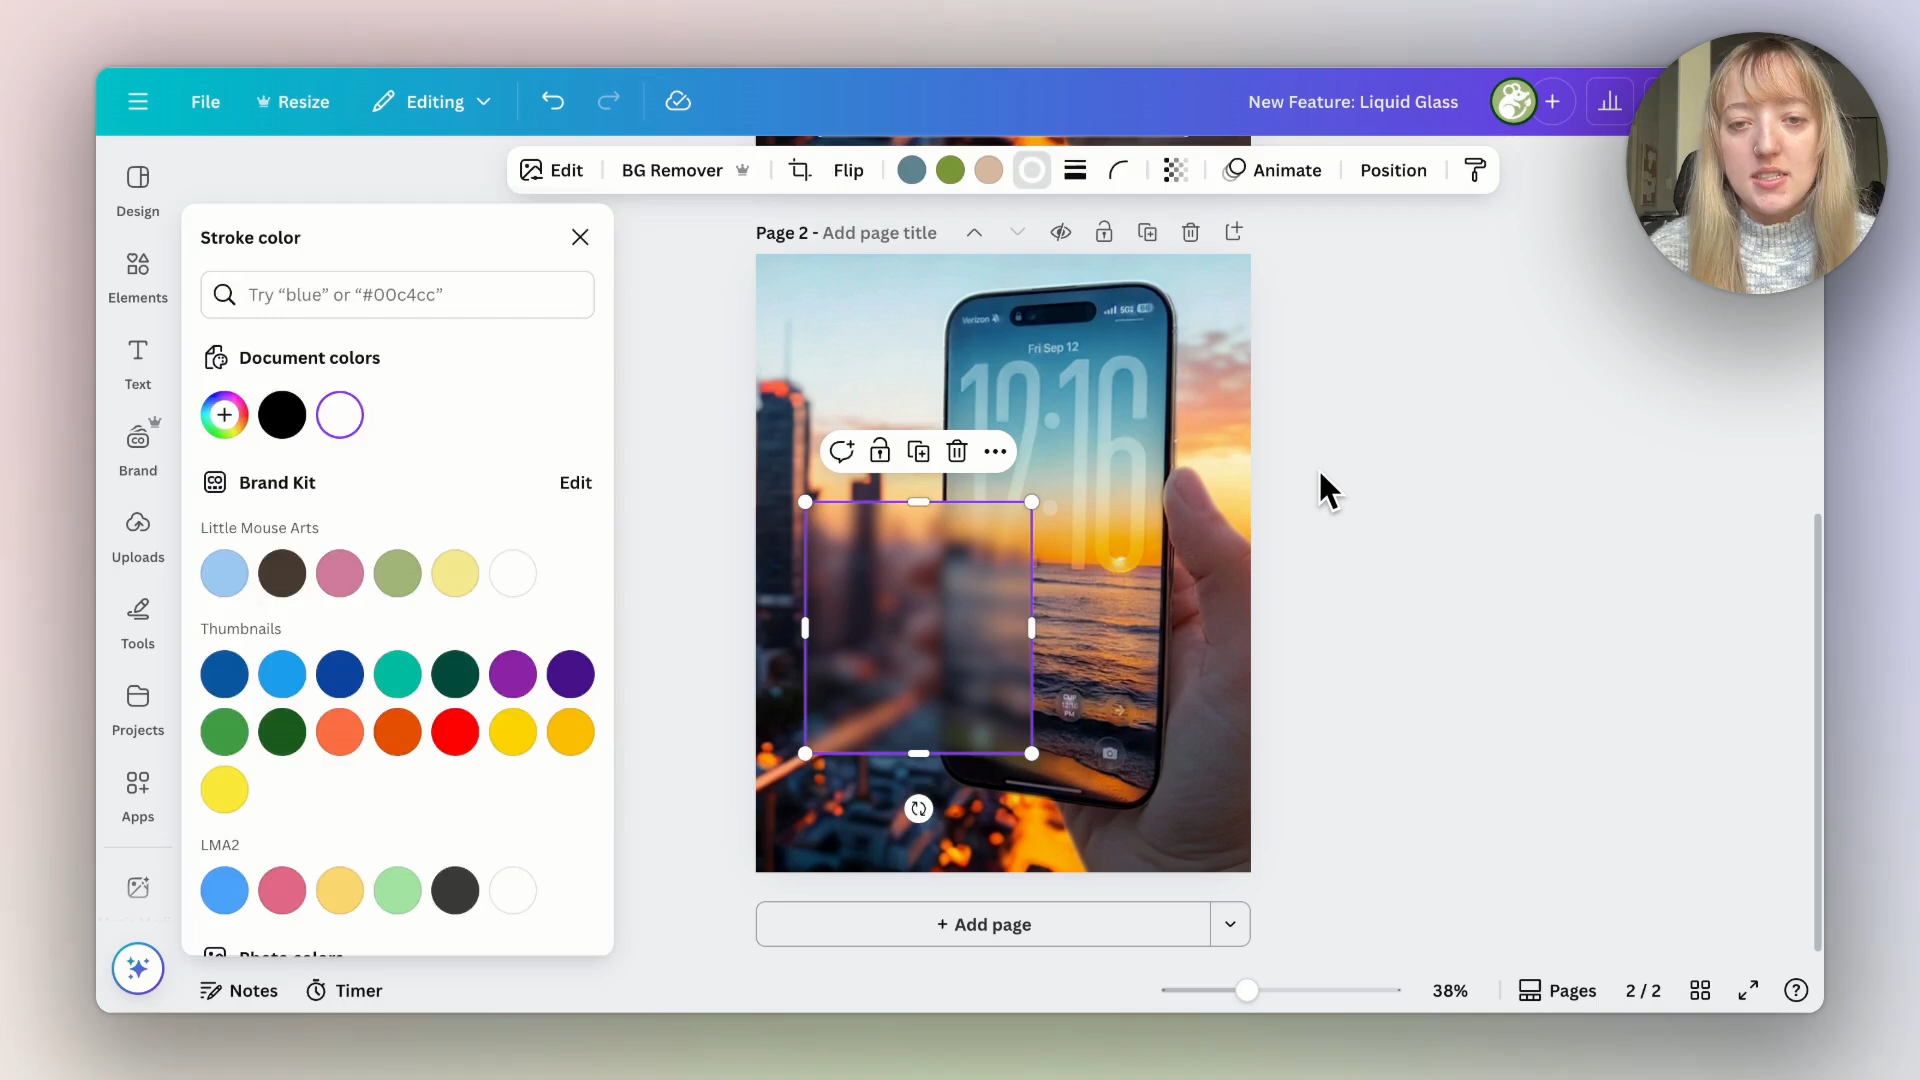 File
Resize
Editing
New Feature: Liquid Glass
Edit
BG Remover
Flip
Animate
Position
Design
Elements
Text
Brand
Uploads
Tools
Projects
Apps
Stroke color
Try “blue” or “#00c4cc”
Document colors
Brand Kit
Edit
Little Mouse Arts
Thumbnails
LMA2
Page 2 - Add page title
Verizon
5G
Fri Sep 12
12:16
+ Add page
Notes
Timer
38%
Pages
2 / 2